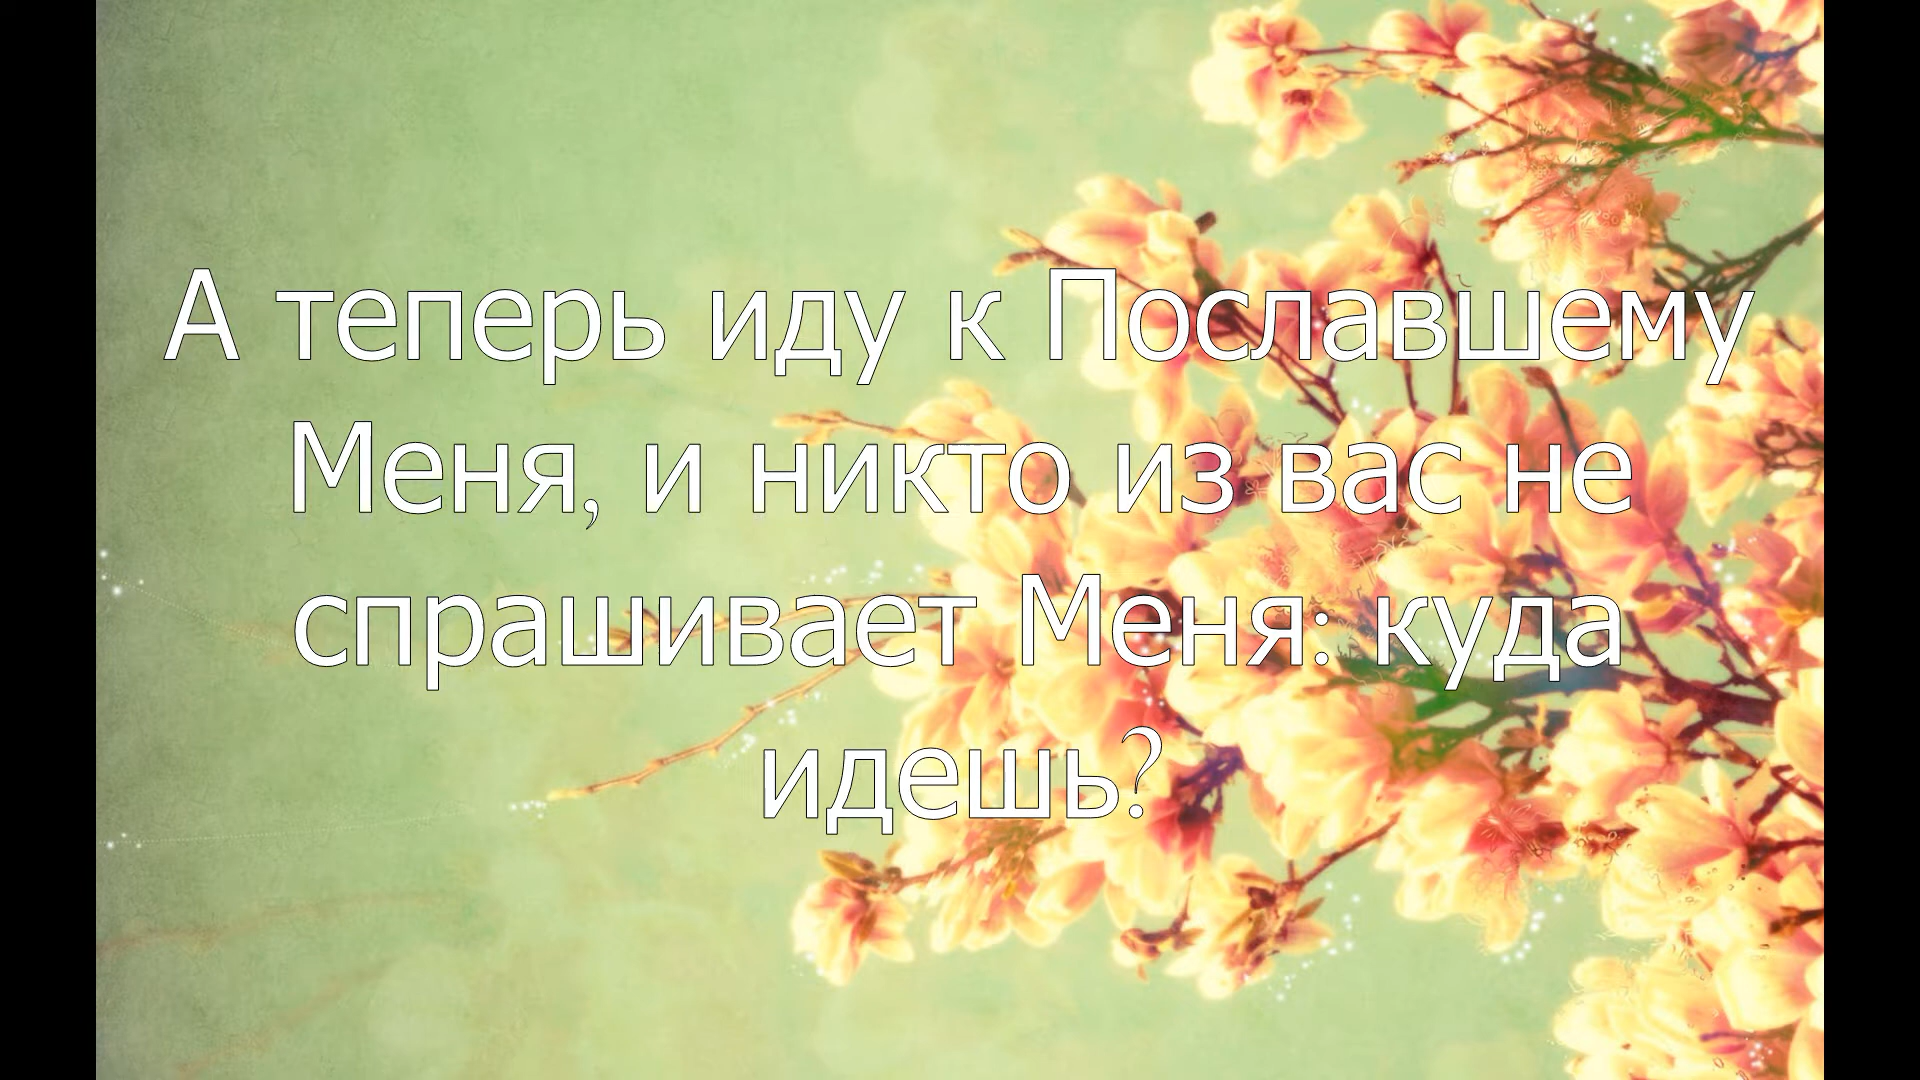 А теперь иду к Пославшему
Меня, и никто из вас не
спрашивает Меня: куда
идешь?